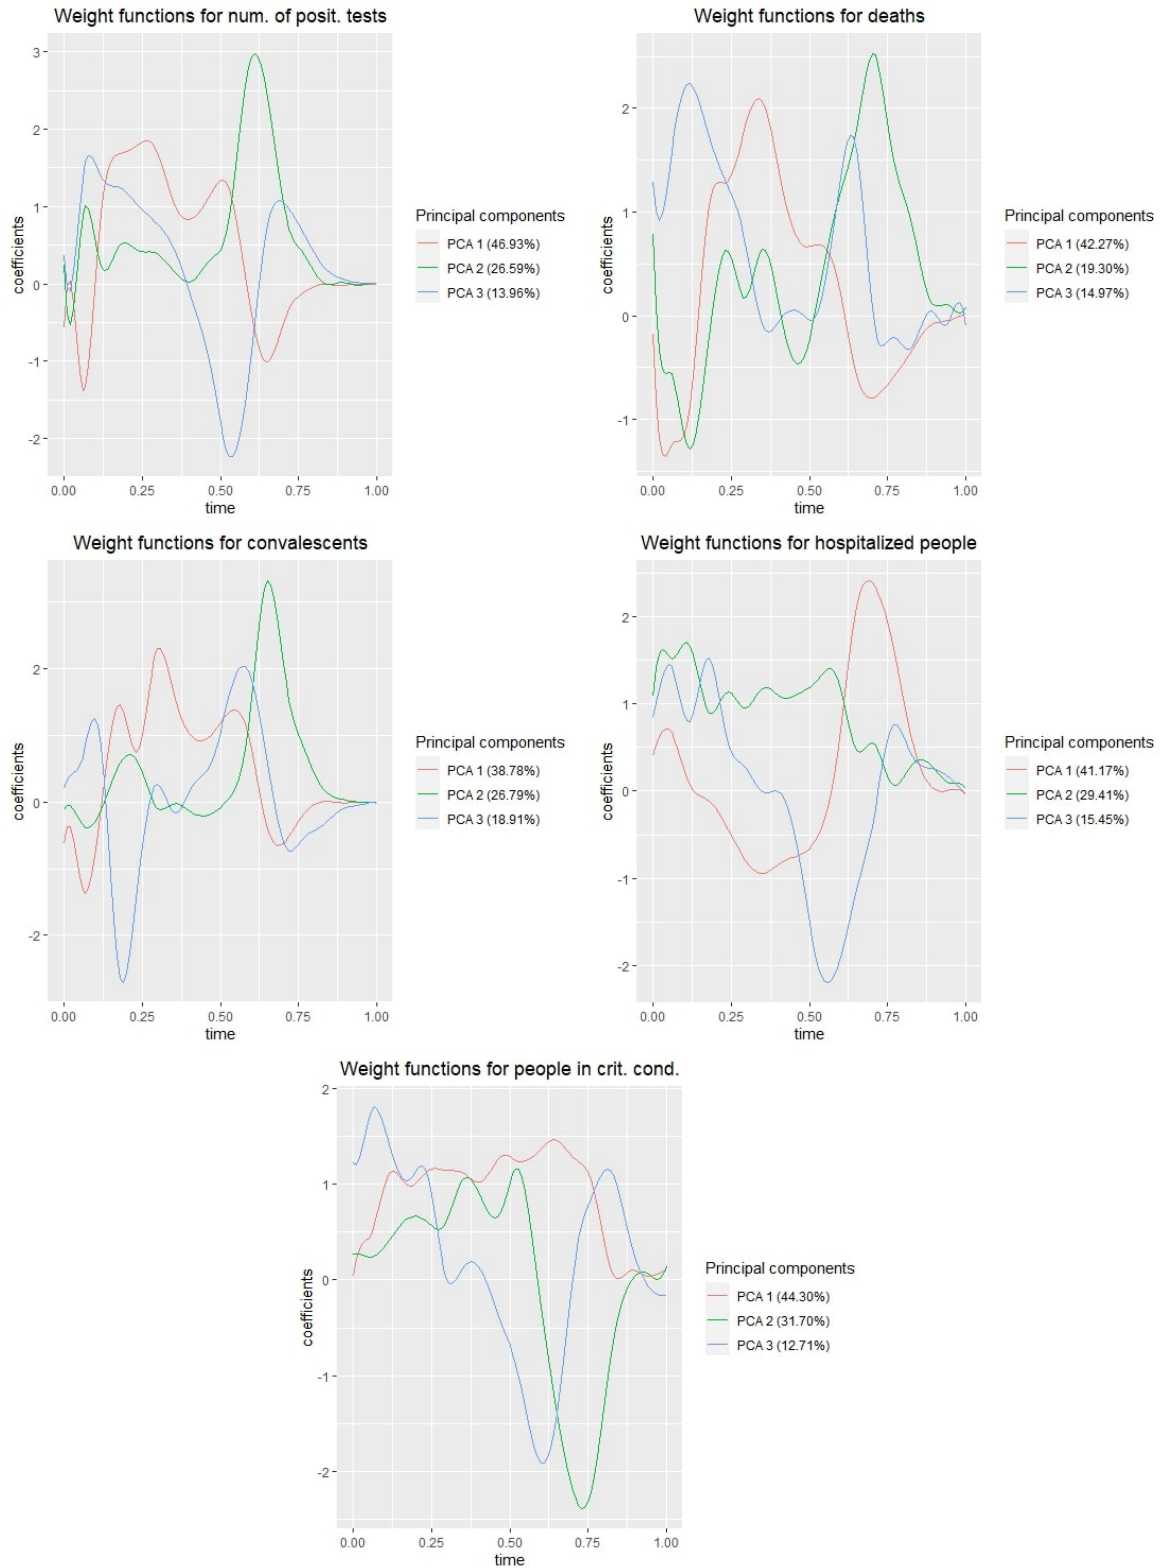 Weight functions for num. of posit. tests
coefficients
3
2
1
0
-1
-2
0.00 0.25 0.50 0.75 1.00
time
Principal components
PCA 1 (46.93%)
PCA 2 (26.59%)
PCA 3 (13.96%)
Weight functions for deaths
coefficients
2
1
0
-1
0.00 0.25 0.50 0.75 1.00
time
Principal components
PCA 1 (42.27%)
PCA 2 (19.30%)
PCA 3 (14.97%)
Weight functions for convalescents
coefficients
2
0
-2
0.00 0.25 0.50 0.75 1.00
time
Principal components
PCA 1 (38.78%)
PCA 2 (26.79%)
PCA 3 (18.91%)
Weight functions for hospitalized people
coefficients
2
1
0
-1
-2
0.00 0.25 0.50 0.75 1.00
time
Principal components
PCA 1 (41.17%)
PCA 2 (29.41%)
PCA 3 (15.45%)
Weight functions for people in crit. cond.
coefficients
2
1
0
-1
-2
0.00 0.25 0.50 0.75 1.00
time
Principal components
PCA 1 (44.30%)
PCA 2 (31.70%)
PCA 3 (12.71%)